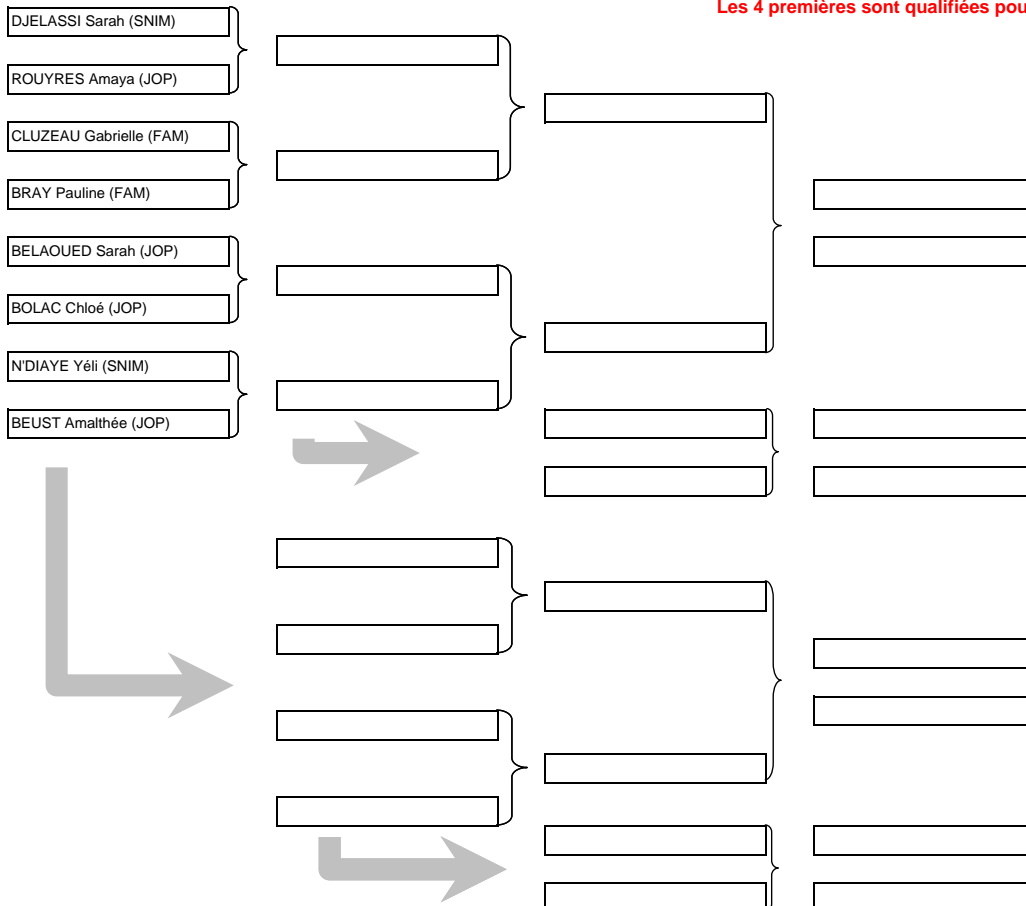 Les 4 premières sont qualifiées pou
DJELASSI Sarah (SNIM)
ROUYRES Amaya (JOP)
CLUZEAU Gabrielle (FAM)
BRAY Pauline (FAM)
BELAOUED Sarah (JOP)
BOLAC Chloé (JOP)
N'DIAYE Yéli (SNIM)
BEUST Amalthée (JOP)